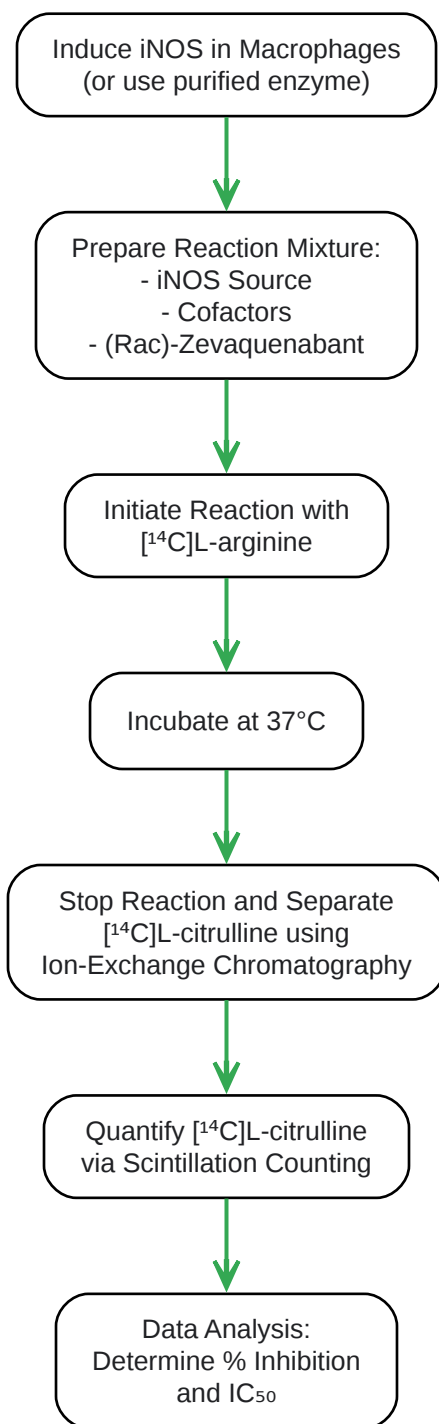 Induce iNOS in Macrophages
(or use purified enzyme)
Prepare Reaction Mixture:
- iNOS Source
- Cofactors
- (Rac)-Zevaquenabant
Initiate Reaction with
[¹⁴C]L-arginine
Incubate at 37°C
Stop Reaction and Separate
[¹⁴C]L-citrulline using
Ion-Exchange Chromatography
Quantify [¹⁴C]L-citrulline
via Scintillation Counting
Data Analysis:
Determine % Inhibition
and IC₅₀